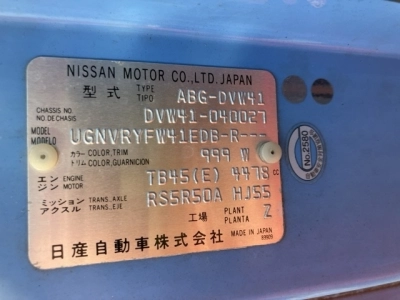 NISSAN MOTOR CO.,LTD. JAPAN
型式 TYPE TIPO ABG-DVW41
CHASSIS NO. NO.DE CHASIS DVW41-040027
MODEL MODELO UGNVRYFW41EDB-R---
カラー トリム COLOR,TRIM COLOR,GUARNICION 999 W
エンジン ENGINE MOTOR TB45(E) 4478
ミッション アクスル TRANS.,AXLE TRANS.,EJE RS5R50A HJ55
工場 PLANT PLANTA Z
日産自動車株式会社 MADE IN JAPAN
No.2580